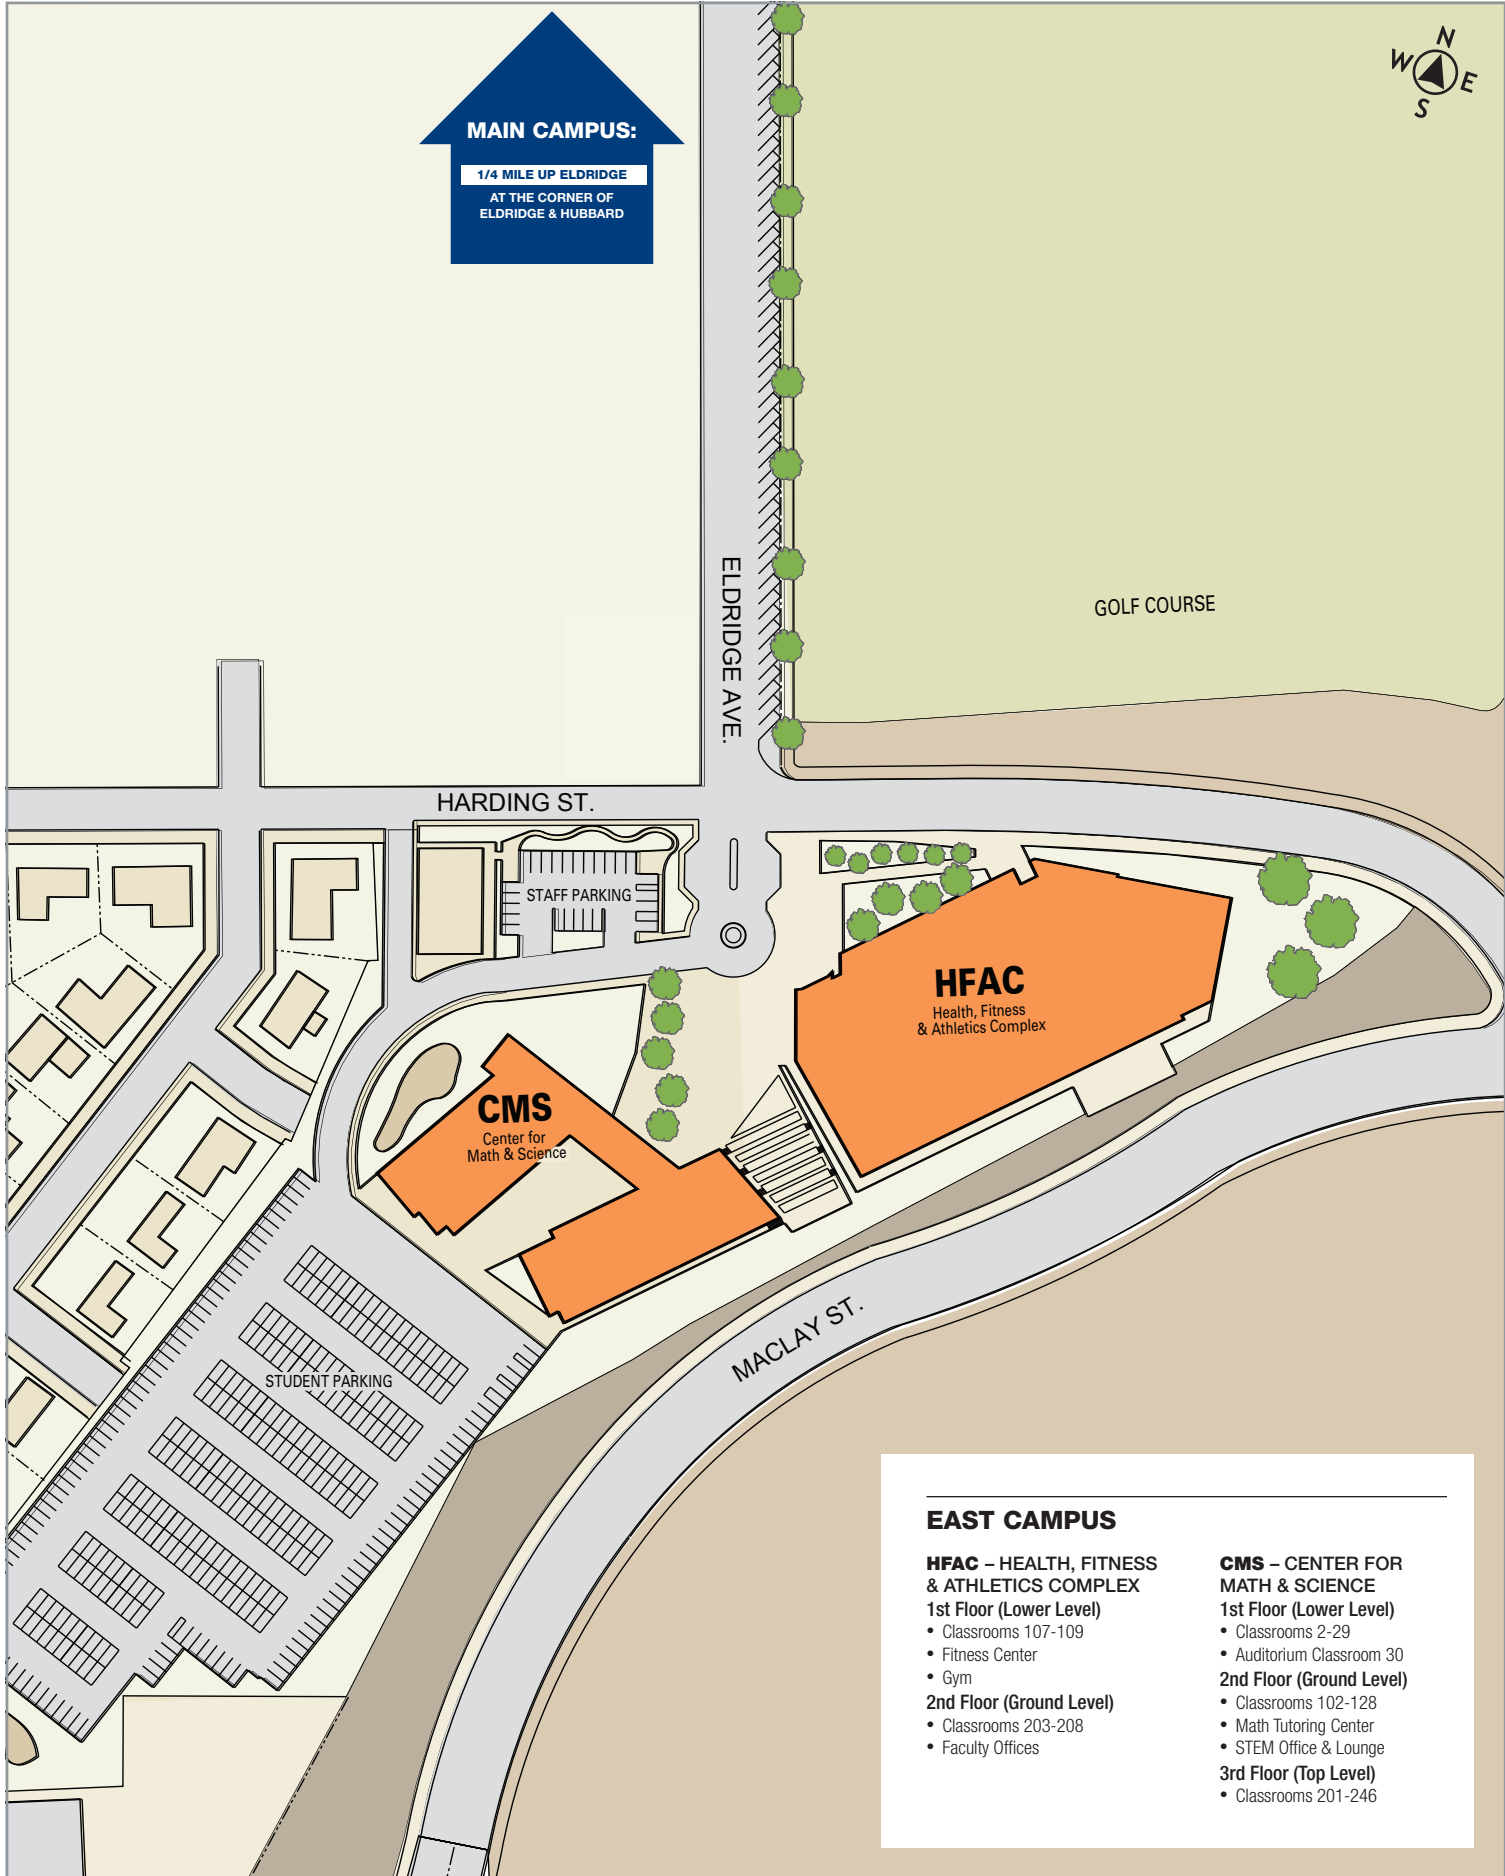 MAIN CAMPUS:
1/4 MILE UP ELDRIDGE
AT THE CORNER OF
ELDRIDGE & HUBBARD
N
W
E
S
ELDRIDGE AVE.
GOLF COURSE
HARDING ST.
STAFF PARKING
HFAC
Health, Fitness
& Athletics Complex
CMS
Center for
Math & Science
MACLAY ST.
STUDENT PARKING
EAST CAMPUS
HFAC – HEALTH, FITNESS
& ATHLETICS COMPLEX
1st Floor (Lower Level)
• Classrooms 107-109
• Fitness Center
• Gym
2nd Floor (Ground Level)
• Classrooms 203-208
• Faculty Offices
CMS – CENTER FOR
MATH & SCIENCE
1st Floor (Lower Level)
• Classrooms 2-29
• Auditorium Classroom 30
2nd Floor (Ground Level)
• Classrooms 102-128
• Math Tutoring Center
• STEM Office & Lounge
3rd Floor (Top Level)
• Classrooms 201-246